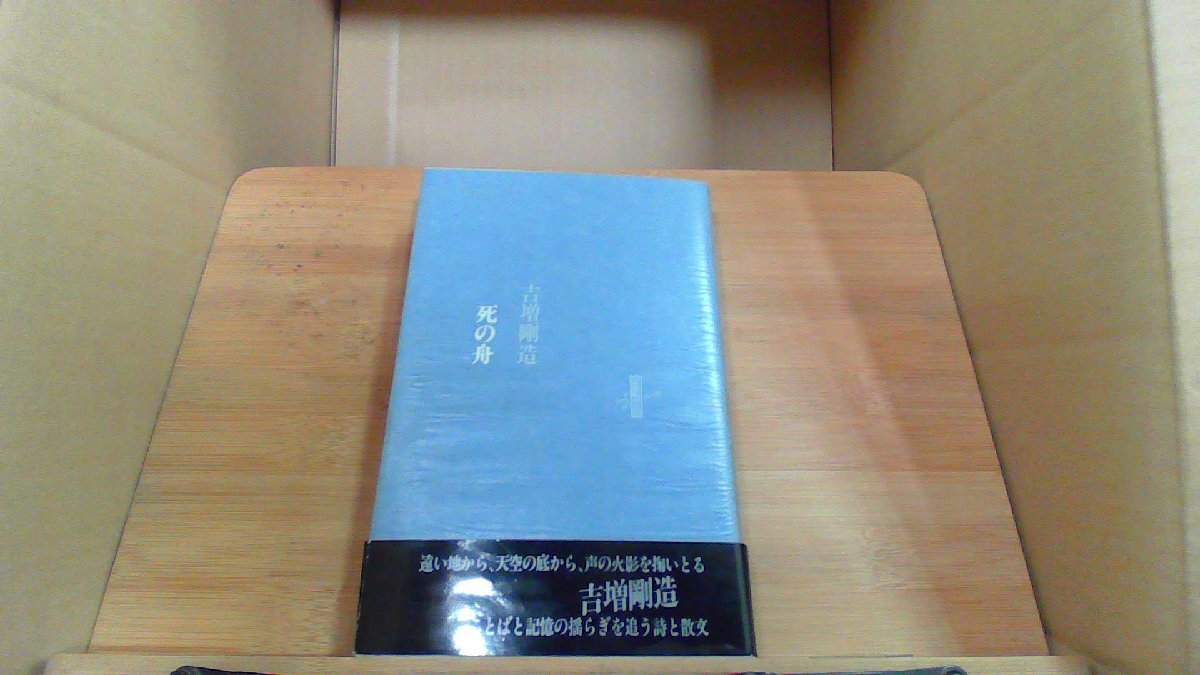 吉増剛造
死の舟
遠い地から、天空の底から、声の火影を掬いとる
吉増剛造
とばと記憶の揺らぎを追う詩と散文